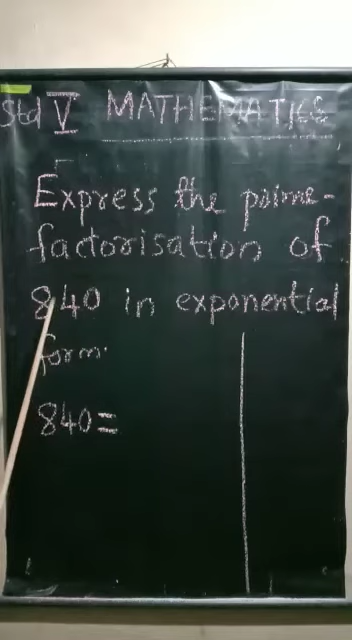 Std V MATHEMATICS
Express the prime-
factorisation of
840 in exponential
form.
840=